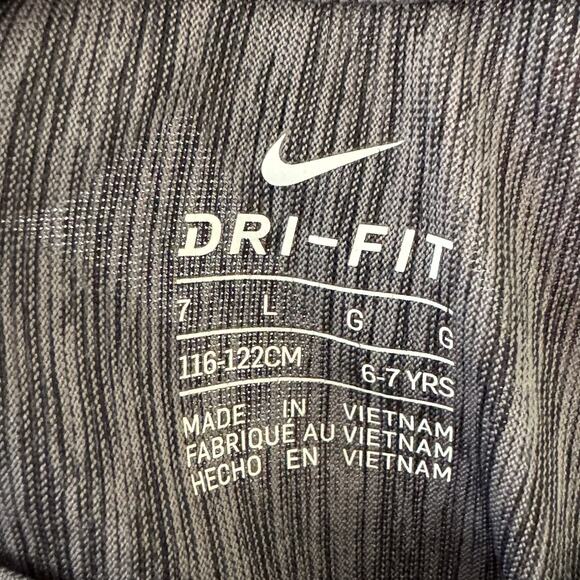 DRI-FIT
7 L G G
116-122CM 6-7 YRS
MADE IN VIETNAM
FABRIQUÉ AU VIETNAM
HECHO EN VIETNAM